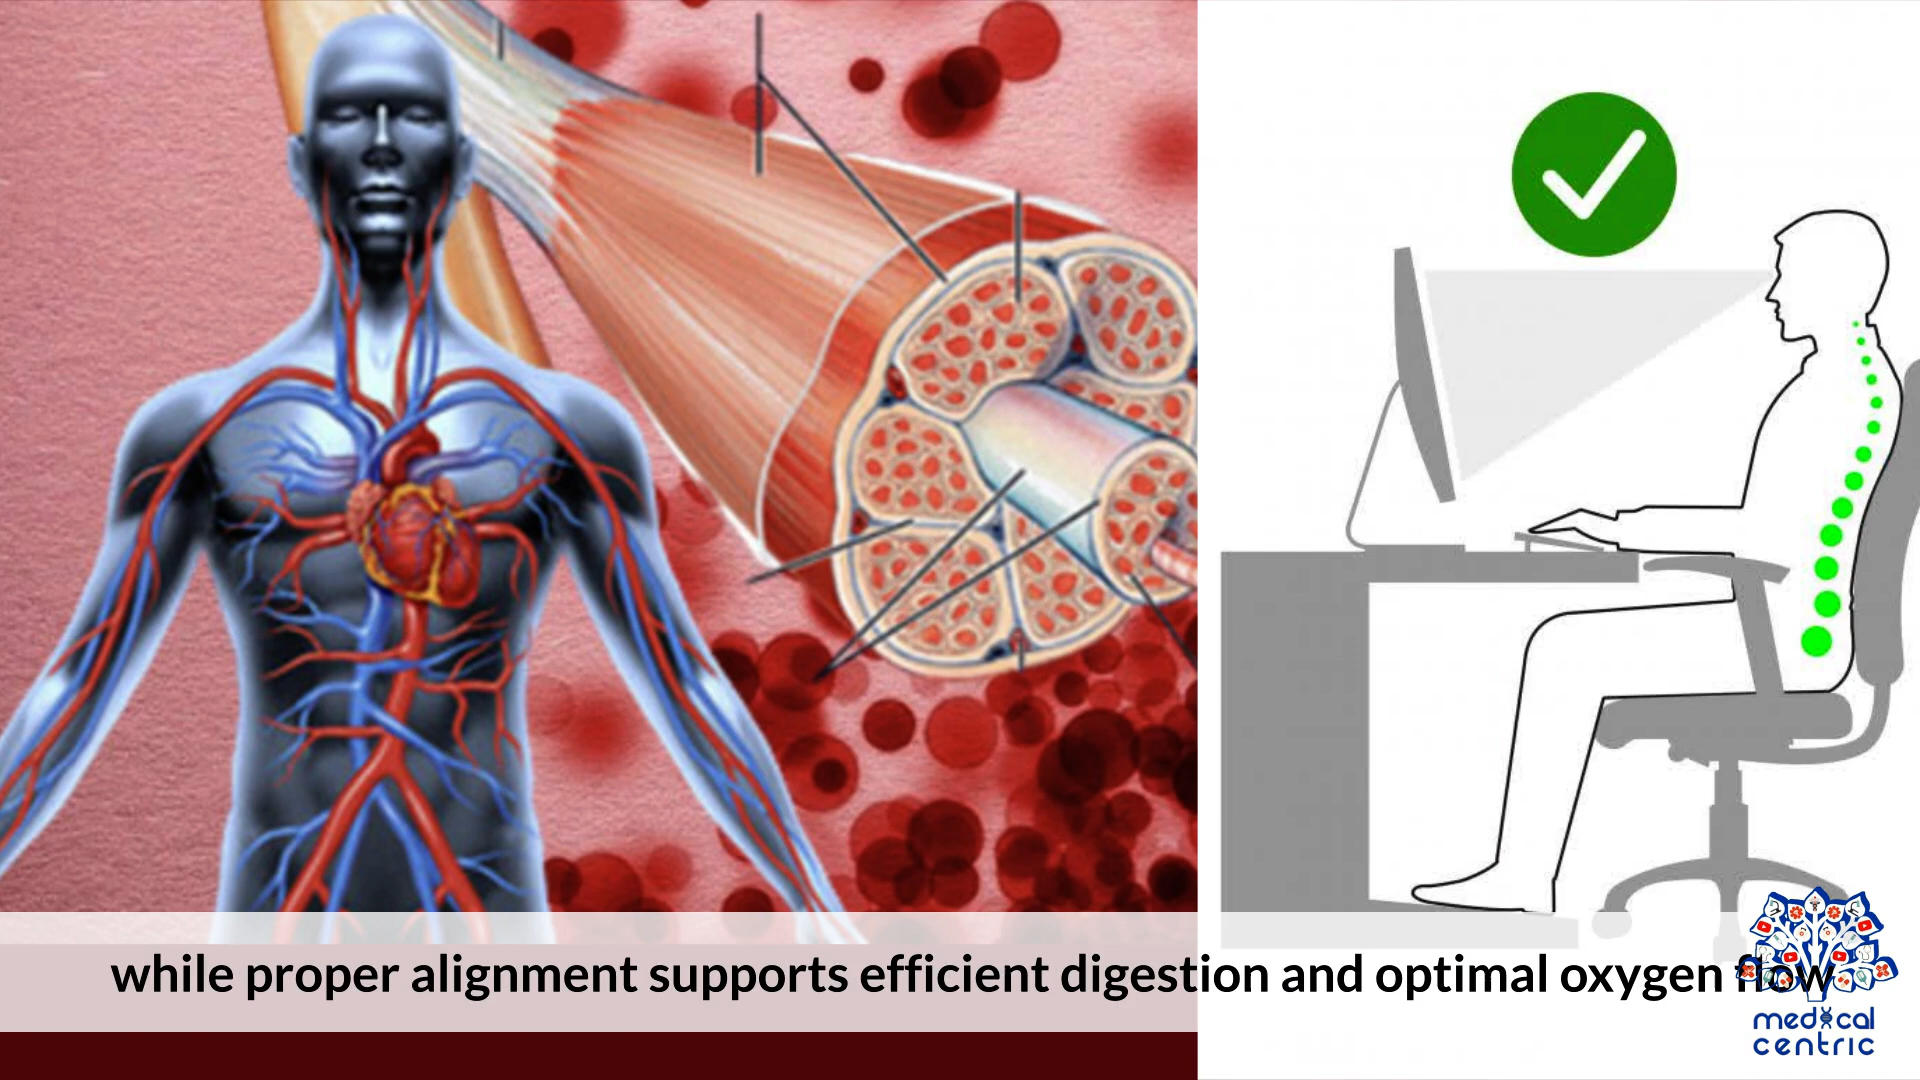 while proper alignment supports efficient digestion and optimal oxygen flow
medical
centric